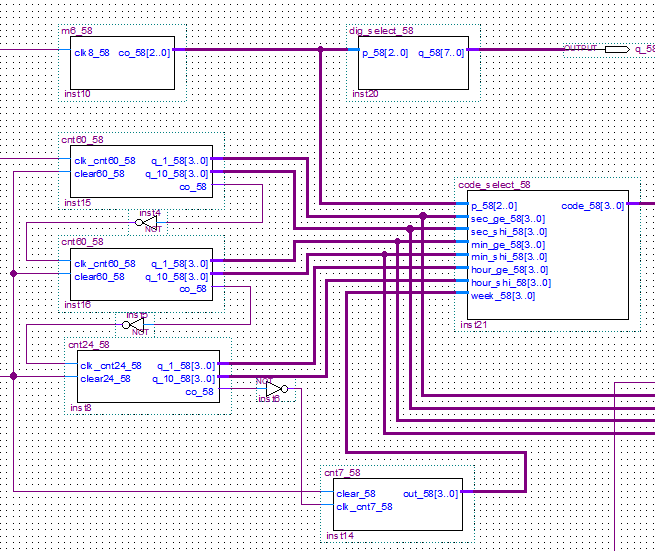 m6_58
clk8_58 co_58[2..0]
inst10
dig_select_58
p_58[2..0] q_58[7..0]
inst20
OUTPUT
q_58
cnt60_58
clk_cnt60_58 q_1_58[3..0]
clear60_58 q_10_58[3..0]
co_58
inst15
inst4
NOT
cnt60_58
clk_cnt60_58 q_1_58[3..0]
clear60_58 q_10_58[3..0]
co_58
inst16
inst5
NOT
cnt24_58
clk_cnt24_58 q_1_58[3..0]
clear24_58 q_10_58[3..0]
co_58
inst8
NOT
inst6
code_select_58
p_58[2..0] code_58[3..0]
sec_ge_58[3..0]
sec_shi_58[3..0]
min_ge_58[3..0]
min_shi_58[3..0]
hour_ge_58[3..0]
hour_shi_58[3..0]
week_58[3..0]
inst21
cnt7_58
clear_58 out_58[3..0]
clk_cnt7_58
inst14